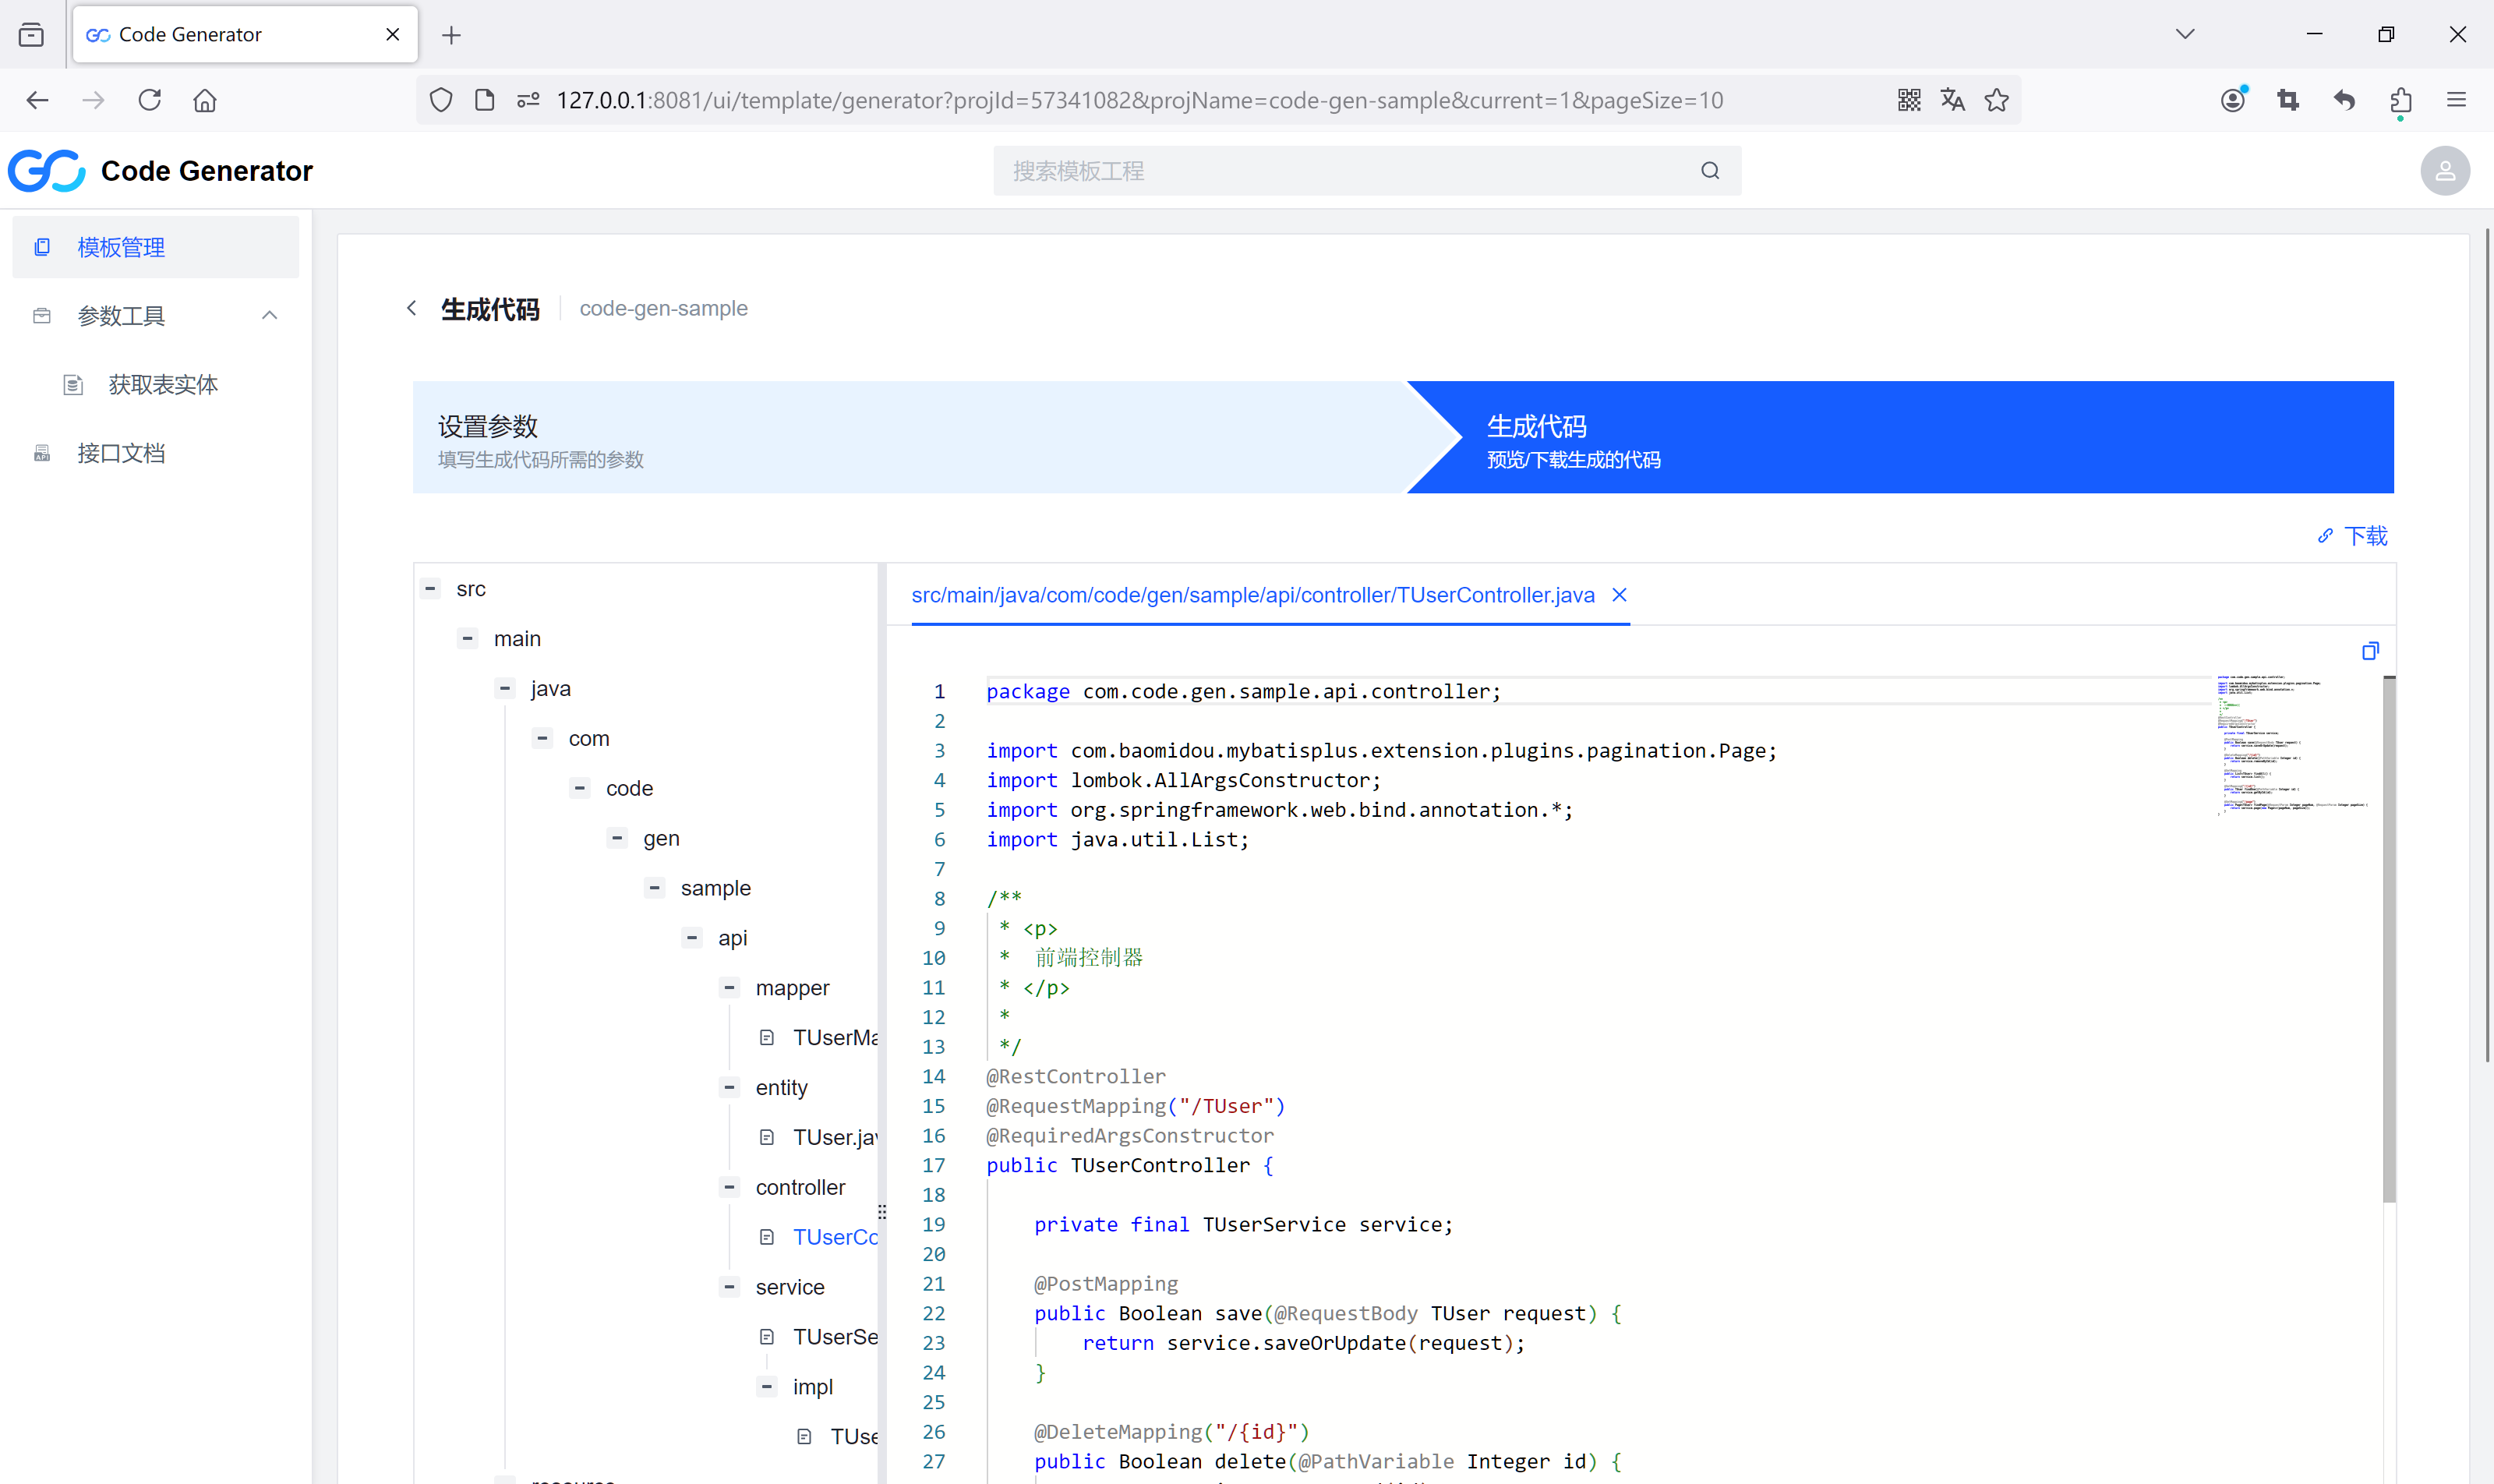 Code Generator
127.0.0.1:8081/ui/template/generator?projId=57341082&projName=code-gen-sample&current=1&pageSize=10
Code Generator
搜索模板工程
模板管理
参数工具
获取表实体
接口文档
生成代码 code-gen-sample
设置参数
填写生成代码所需的参数
生成代码
预览/下载生成的代码
下载
src
main
java
com
code
gen
sample
api
mapper
TUserMa
entity
TUser.jav
controller
TUserCo
service
TUserSe
impl
TUse
src/main/java/com/code/gen/sample/api/controller/TUserController.java
1 package com.code.gen.sample.api.controller;
2
3 import com.baomidou.mybatisplus.extension.plugins.pagination.Page;
4 import lombok.AllArgsConstructor;
5 import org.springframework.web.bind.annotation.*;
6 import java.util.List;
7
8 /**
9 * <p>
10 * 前端控制器
11 * </p>
12 *
13 */
14 @RestController
15 @RequestMapping("/TUser")
16 @RequiredArgsConstructor
17 public TUserController {
18
19 private final TUserService service;
20
21 @PostMapping
22 public Boolean save(@RequestBody TUser request) {
23 return service.saveOrUpdate(request);
24 }
25
26 @DeleteMapping("/{id}")
27 public Boolean delete(@PathVariable Integer id) {